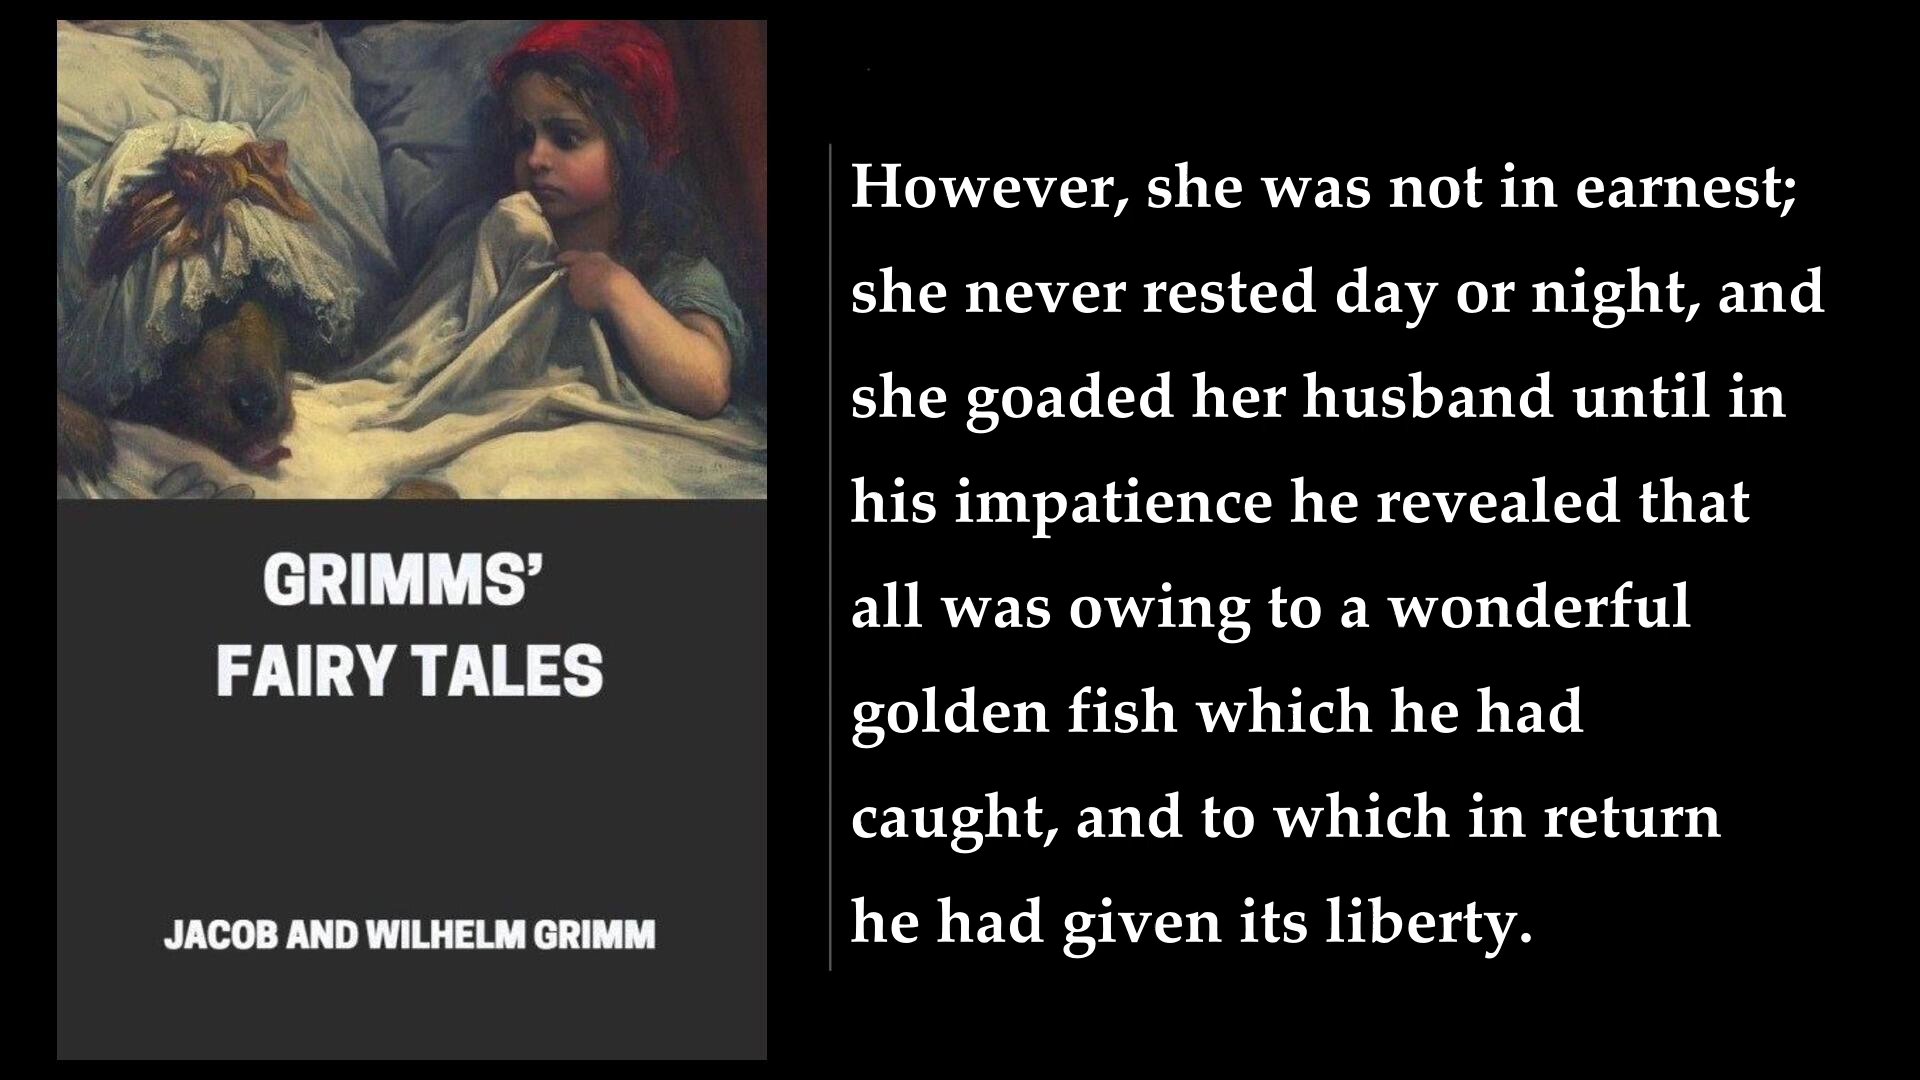 GRIMMS’
FAIRY TALES
JACOB AND WILHELM GRIMM
However, she was not in earnest;
she never rested day or night, and
she goaded her husband until in
his impatience he revealed that
all was owing to a wonderful
golden fish which he had
caught, and to which in return
he had given its liberty.